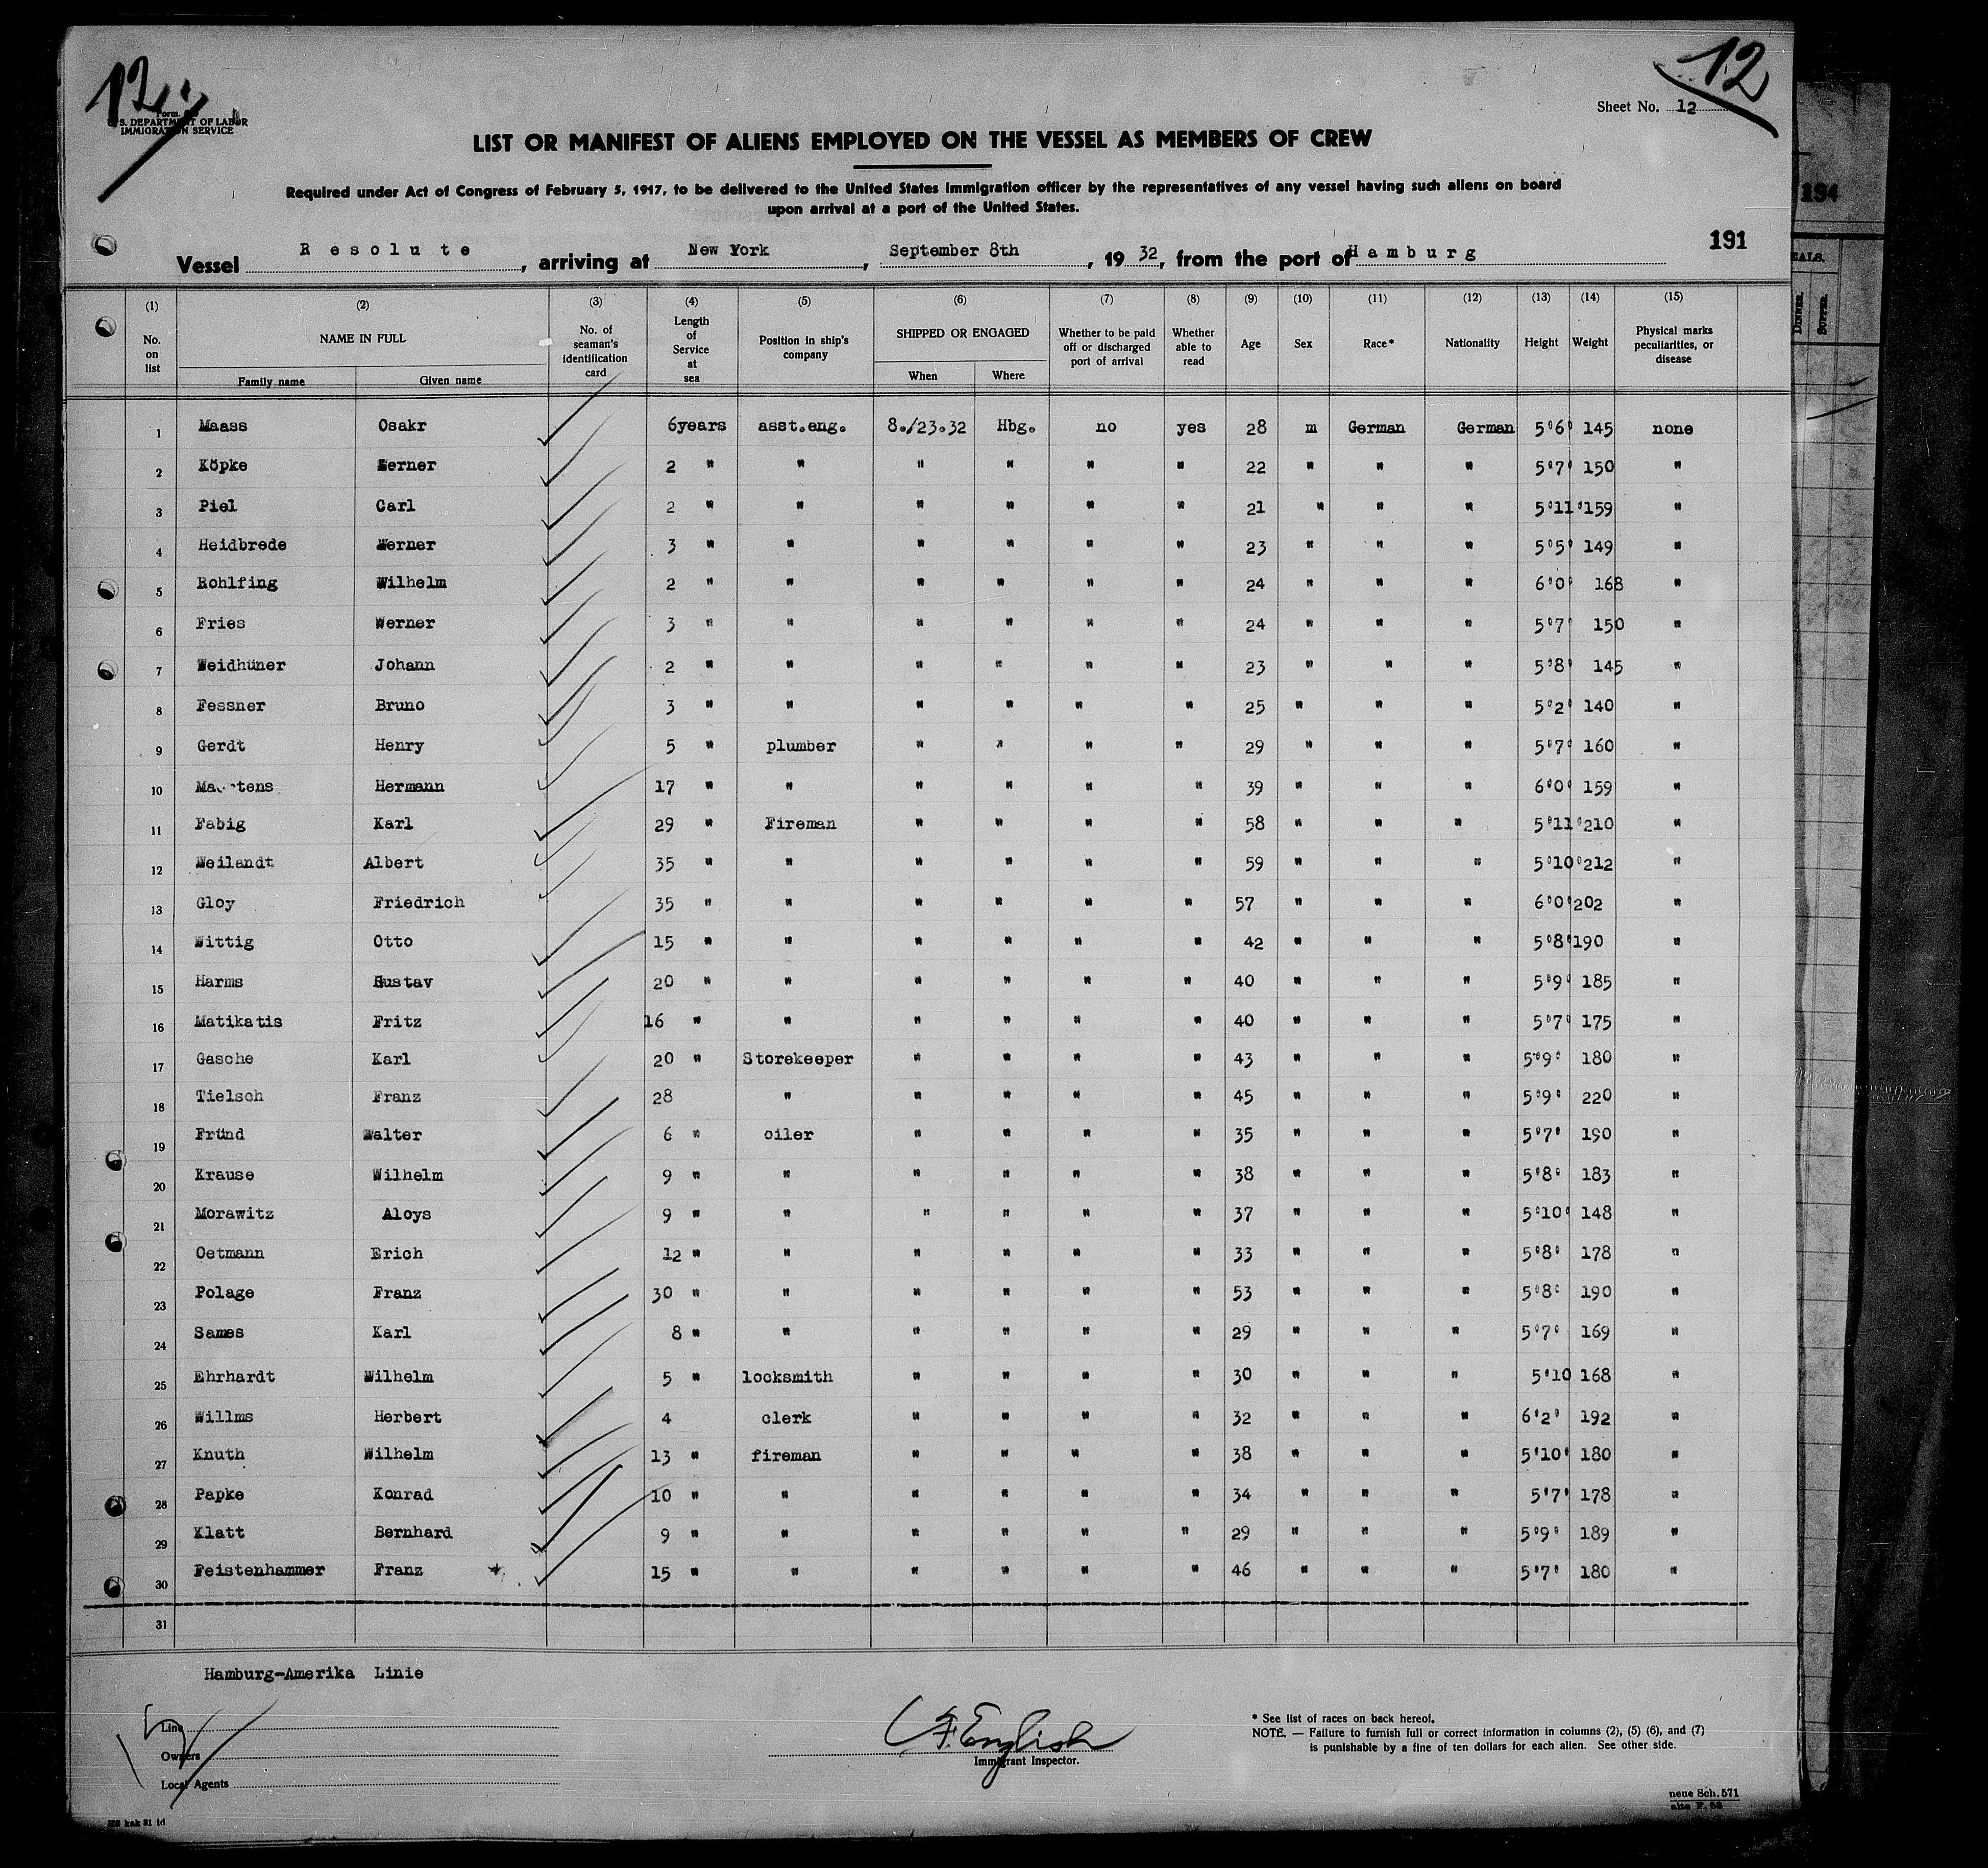 12
12
Form
U.S. DEPARTMENT OF LABOR
IMMIGRATION SERVICE
Sheet No. 12
LIST OR MANIFEST OF ALIENS EMPLOYED ON THE VESSEL AS MEMBERS OF CREW
Required under Act of Congress of February 5, 1917, to be delivered to the United States immigration officer by the representatives of any vessel having such aliens on board
upon arrival at a port of the United States.
194
191
Vessel Resolute, arriving at New York, September 8th, 19 32, from the port of Hamburg
(1) (2) (3) (4) (5) (6) (7) (8) (9) (10) (11) (12) (13) (14) (15)
No. on list NAME IN FULL Family name Given name No. of seaman's identification card Length of Service at sea Position in ship's company SHIPPED OR ENGAGED When Where Whether to be paid off or discharged port of arrival Whether able to read Age Sex Race* Nationality Height Weight Physical marks peculiarities, or disease
DINNER. SUPPER.
1 Maass Osakr 6years asst.eng. 8./23.32 Hbg. no yes 28 m German German 5'6' 145 none
2 Köpke Werner 2 " " " " " " 22 " " " 5'7' 150 "
3 Piel Carl 2 " " " " " " 21 " " " 5'11' 159 "
4 Heidbrede Werner 3 " " " " " " 23 " " " 5'5' 149 "
5 Rohlfing Wilhelm 2 " " " " " " 24 " " " 6'0' 168 "
6 Fries Werner 3 " " " " " " 24 " " " 5'7' 150 "
7 Weidhüner Johann 2 " " " " " " 23 " " " 5'8' 145 "
8 Fessner Bruno 3 " " " " " " 25 " " " 5'2' 140 "
9 Gerdt Henry 5 " plumber " " " " 29 " " " 5'7' 160 "
10 Hermann 17 " " " " " " 39 " " " 6'0' 159 "
11 Fabig Karl 29 " Fireman " " " " 58 " " " 5'11' 210 "
12 Weilandt Albert 35 " " " " " " 59 " " " 5'10' 212 "
13 Gloy Friedrich 35 " " " " " " 57 " " " 6'0' 202 "
14 Wittig Otto 15 " " " " " " 42 " " " 5'8' 190 "
15 Harms Gustav 20 " " " " " " 40 " " " 5'9' 185 "
16 Matikatis Fritz 16 " " " " " " 40 " " " 5'7' 175 "
17 Gasche Karl 20 " Storekeeper " " " " 43 " " " 5'9' 180 "
18 Tielsch Franz 28 " " " " " 45 " " " 5'9' 220 "
19 Fründ Walter 6 " oiler " " " " 35 " " " 5'7' 190 "
20 Krause Wilhelm 9 " " " " " " 38 " " " 5'8' 183 "
21 Morawitz Aloys 9 " " " " " " 37 " " " 5'10' 148 "
22 Oetmann Erich 12 " " " " " " 33 " " " 5'8' 178 "
23 Polage Franz 30 " " " " " " 53 " " " 5'8' 190 "
24 Sames Karl 8 " " " " " " 29 " " " 5'7' 169 "
25 Ehrhardt Wilhelm 5 " locksmith " " " " 30 " " " 5'10 168 "
26 Willms Herbert 4 clerk " " " " 32 " " " 6'2' 192 "
27 Knuth Wilhelm 13 " fireman " " " " 38 " " " 5'10' 180 "
28 Papke Konrad 10 " " " " " " 34 " " " 5'7' 178 "
29 Klatt Bernhard 9 " " " " " " 29 " " " 5'9' 189 "
30 Feistenhammer Franz 15 " " " " " " 46 " " " 5'7' 180 "
31
Hamburg-Amerika Linie
Line
Owners
Local Agents
English
Immigrant Inspector.
* See list of races on back hereof.
NOTE. — Failure to furnish full or correct information in columns (2), (5) (6), and (7)
is punishable by a fine of ten dollars for each alien. See other side.
neue Sch. 571
alte F. 58